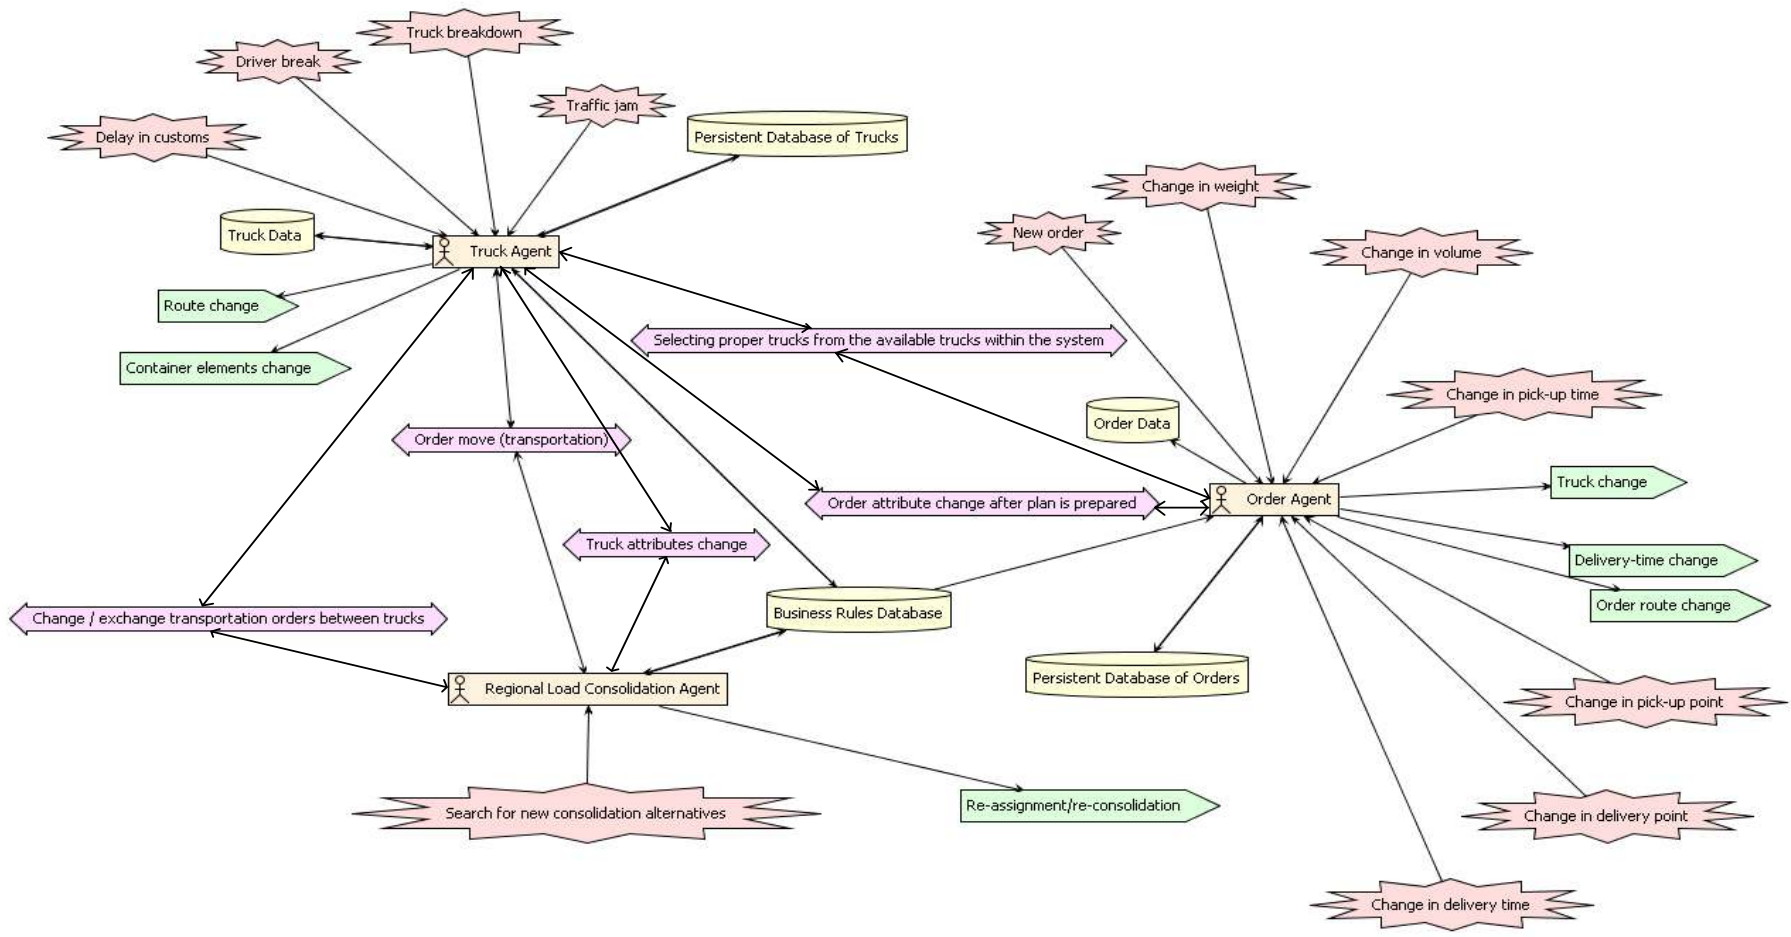 Truck breakdown
Driver break
Traffic jam
Delay in customs
Persistent Database of Trucks
Change in weight
New order
Truck Data
Truck Agent
Change in volume
Route change
Selecting proper trucks from the available trucks within the system
Container elements change
Change in pick-up time
Order Data
Order move (transportation)
Truck change
Order attribute change after plan is prepared
Order Agent
Truck attributes change
Delivery-time change
Order route change
Business Rules Database
Change / exchange transportation orders between trucks
Persistent Database of Orders
Regional Load Consolidation Agent
Change in pick-up point
Re-assignment/re-consolidation
Search for new consolidation alternatives
Change in delivery point
Change in delivery time